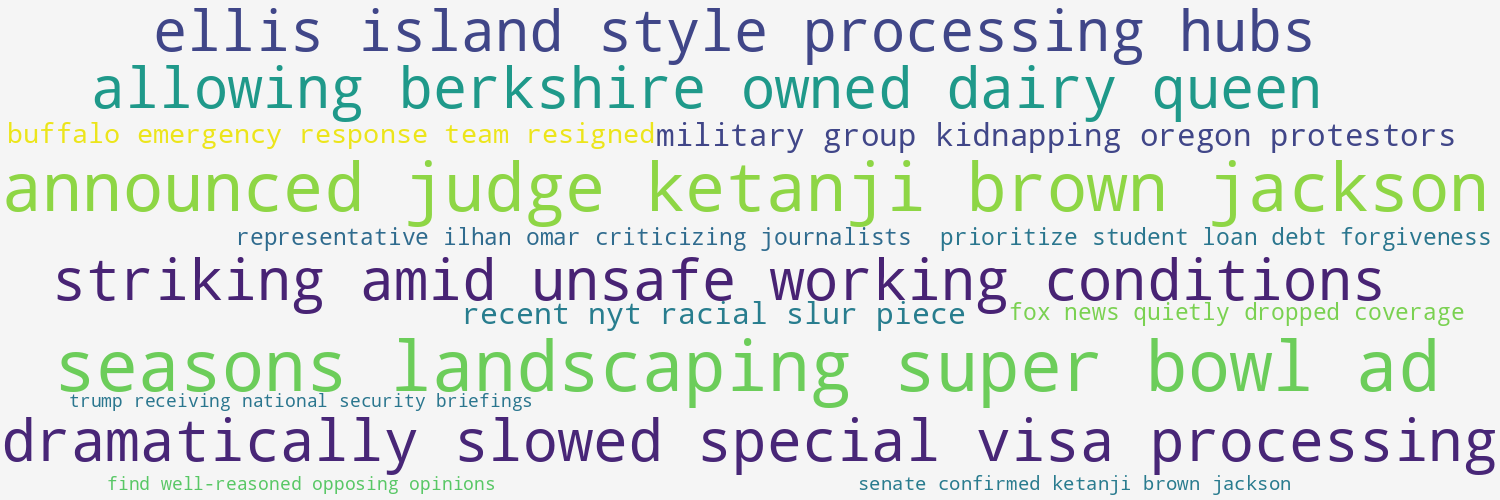 ellis island style processing hubs
allowing berkshire owned dairy queen
buffalo emergency response team resigned
military group kidnapping oregon protestors
announced judge ketanji brown jackson
representative ilhan omar criticizing journalists
prioritize student loan debt forgiveness
striking amid unsafe working conditions
recent nyt racial slur piece
fox news quietly dropped coverage
seasons landscaping super bowl ad
trump receiving national security briefings
dramatically slowed special visa processing
find well-reasoned opposing opinions
senate confirmed ketanji brown jackson